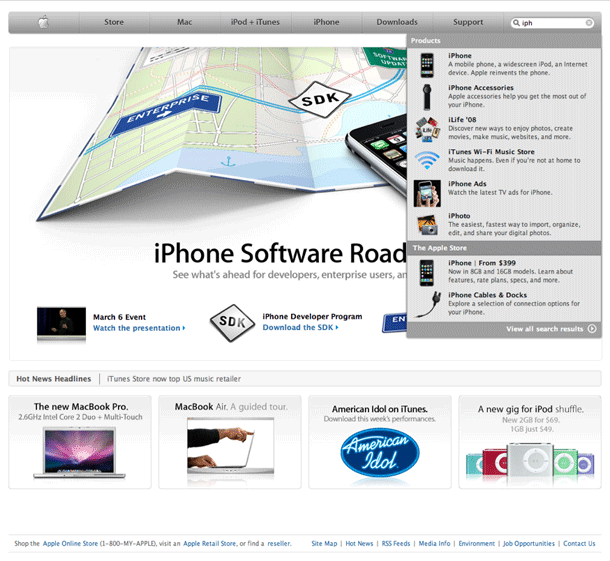 Store Mac iPod + iTunes iPhone Downloads Support iph
Products
iPhone
A mobile phone, a widescreen iPod, an internet
device. Apple reinvents the phone.
iPhone Accessories
Apple accessories help you get the most out of
your iPhone.
iLife '08
Discover new ways to enjoy photos, create
movies, make music, websites, and more.
iTunes Wi-Fi Music Store
Music happens. Even if you're not at home to
download it.
iPhone Ads
Watch the latest TV ads for iPhone.
iPhoto
The easiest, fastest way to import, organize,
edit, and share your digital photos.
The Apple Store
iPhone | From $399
Now in 8GB and 16GB models. Learn about
features, rate plans, specs, and more.
iPhone Cables & Docks
Explore a selection of connection options for
your iPhone.
View all search results
SOFTWARE
ENTERPRISE
SDK
iPhone Software Road
See what's ahead for developers, enterprise users, an
March 6 Event
Watch the presentation
SDK
iPhone Developer Program
Download the SDK
Hot News Headlines iTunes Store now top US music retailer
The new MacBook Pro.
2.6GHz Intel Core 2 Duo + Multi-Touch
MacBook Air. A guided tour.
American Idol on iTunes.
Download this week's performances.
American
Idol
A new gig for iPod shuffle.
New 2GB for $69.
1GB just $49.
Shop the Apple Online Store (1-800-MY-APPLE), visit an Apple Retail Store, or find a reseller.
Site Map | Hot News | RSS Feeds | Media Info | Environment | Job Opportunities | Contact Us